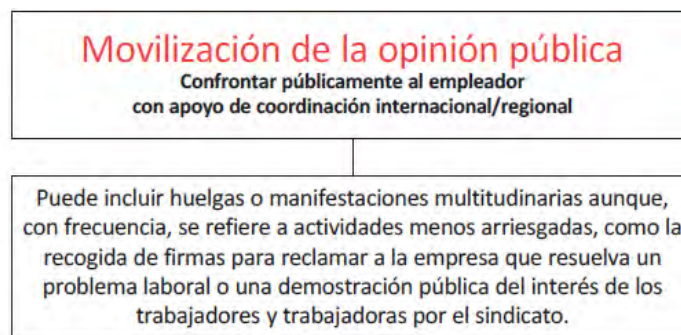 Movilización de la opinión pública
Confrontar públicamente al empleador
con apoyo de coordinación internacional/regional
Puede incluir huelgas o manifestaciones multitudinarias aunque,
con frecuencia, se refiere a actividades menos arriesgadas, como la
recogida de firmas para reclamar a la empresa que resuelva un
problema laboral o una demostración pública del interés de los
trabajadores y trabajadoras por el sindicato.